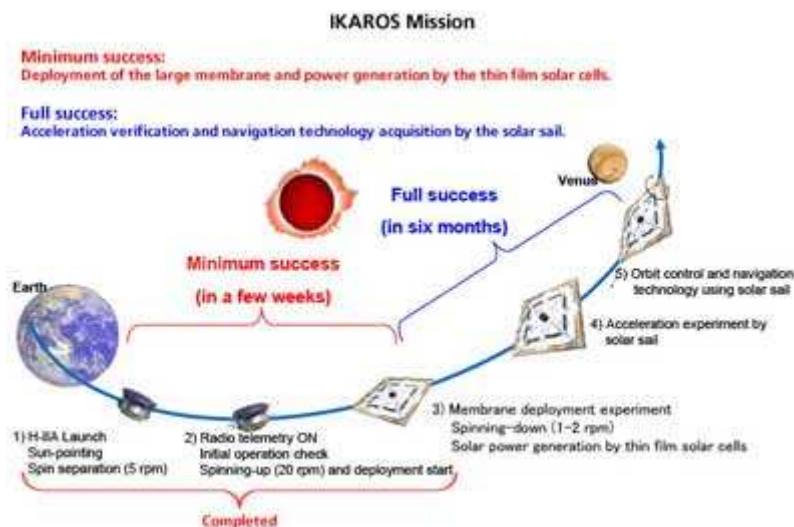 IKAROS Mission
Minimum success:
Deployment of the large membrane and power generation by the thin film solar cells.
Full success:
Acceleration verification and navigation technology acquisition by the solar sail.
Venus
Full success
(in six months)
Minimum success
(in a few weeks)
Earth
5) Orbit control and navigation
technology using solar sail
4) Acceleration experiment by
solar sail
3) Membrane deployment experiment
Spinning-down (1-2 rpm)
Solar power generation by thin film solar cells
1) H-IIA Launch
Sun-pointing
Spin separation (5 rpm)
2) Radio telemetry ON
Initial operation check
Spinning-up (20 rpm) and deployment start
Completed